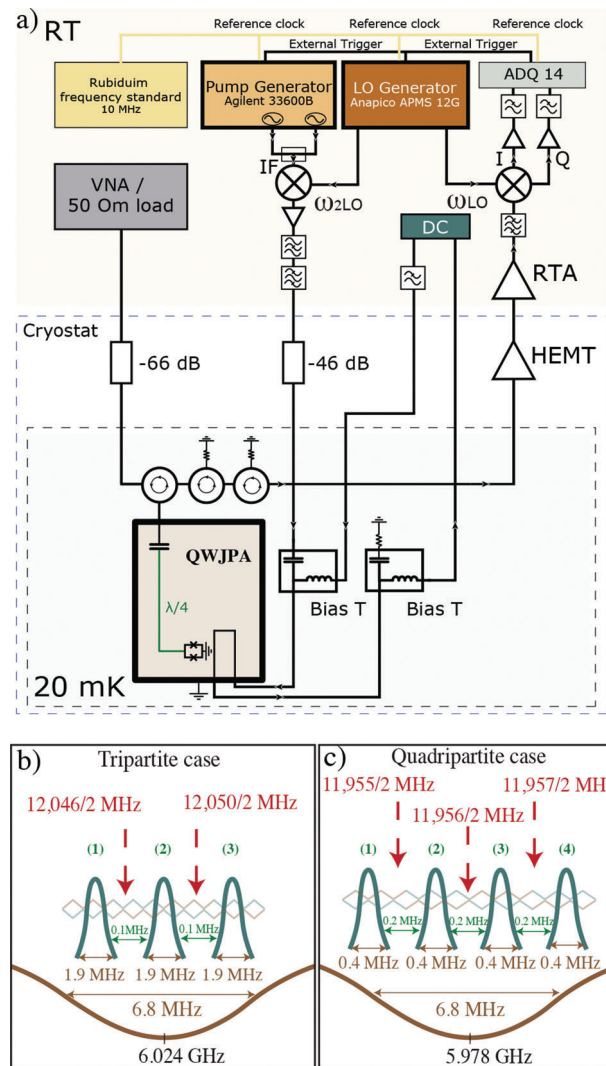 a)
RT
Reference clock
Reference clock
Reference clock
External Trigger
External Trigger
Rubiduim
frequency standard
10 MHz
Pump Generator
Agilent 33600B
LO Generator
Anapico APMS 12G
ADQ 14
I
Q
IF
VNA /
50 Om load
ω2LO
ωLO
DC
RTA
Cryostat
-66 dB
-46 dB
HEMT
QWJPA
λ/4
Bias T
Bias T
20 mK
b)
Tripartite case
12,046/2 MHz
12,050/2 MHz
(1)
(2)
(3)
0.1MHz
0.1 MHz
1.9 MHz
1.9 MHz
1.9 MHz
6.8 MHz
6.024 GHz
c)
Quadripartite case
11,955/2 MHz
11,957/2 MH
11,956/2 MHz
(1)
(2)
(3)
(4)
0.2 MHz
0.2 MHz
0.2 MHz
0.4 MHz
0.4 MHz
0.4 MHz
0.4 MHz
6.8 MHz
5.978 GHz